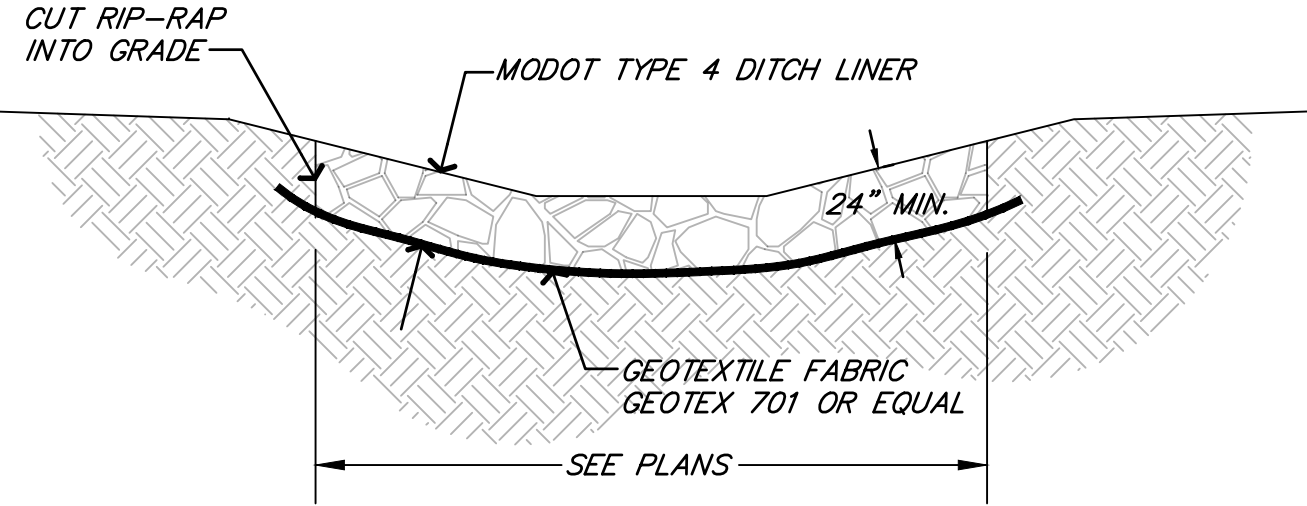 CUT RIP-RAP
INTO GRADE
MODOT TYPE 4 DITCH LINER
24" MIN.
GEOTEXTILE FABRIC
GEOTEX 701 OR EQUAL
SEE PLANS